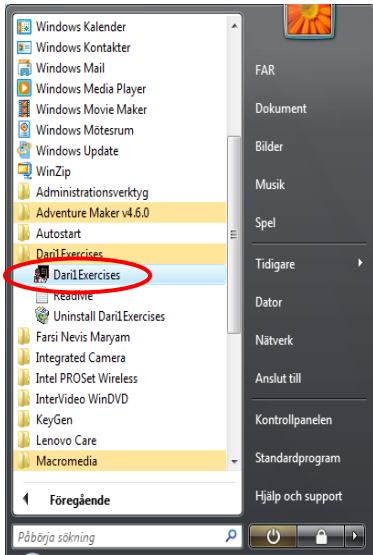 Windows Kalender
Windows Kontakter
Windows Mail
Windows Media Player
Windows Movie Maker
Windows Mötesrum
Windows Update
WinZip
Administrationsverktyg
Adventure Maker v4.6.0
Autostart
Dari1Exercises
Dari1Exercises
ReadMe
Uninstall Dari1Exercises
Farsi Nevis Maryam
Integrated Camera
Intel PROSet Wireless
InterVideo WinDVD
KeyGen
Lenovo Care
Macromedia
Föregående
Påbörja sökning
FAR
Dokument
Bilder
Musik
Spel
Tidigare
Dator
Nätverk
Anslut till
Kontrollpanelen
Standardprogram
Hjälp och support